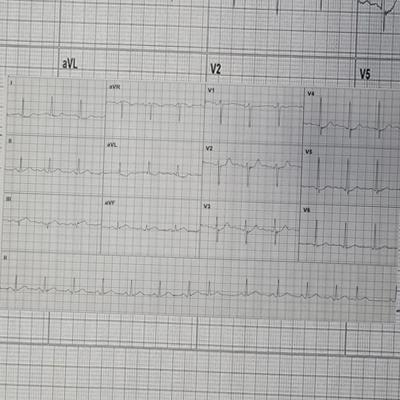 aVL V2 V5
I aVR V1 V4
II aVL V2 V5
III aVF V3 V6
II